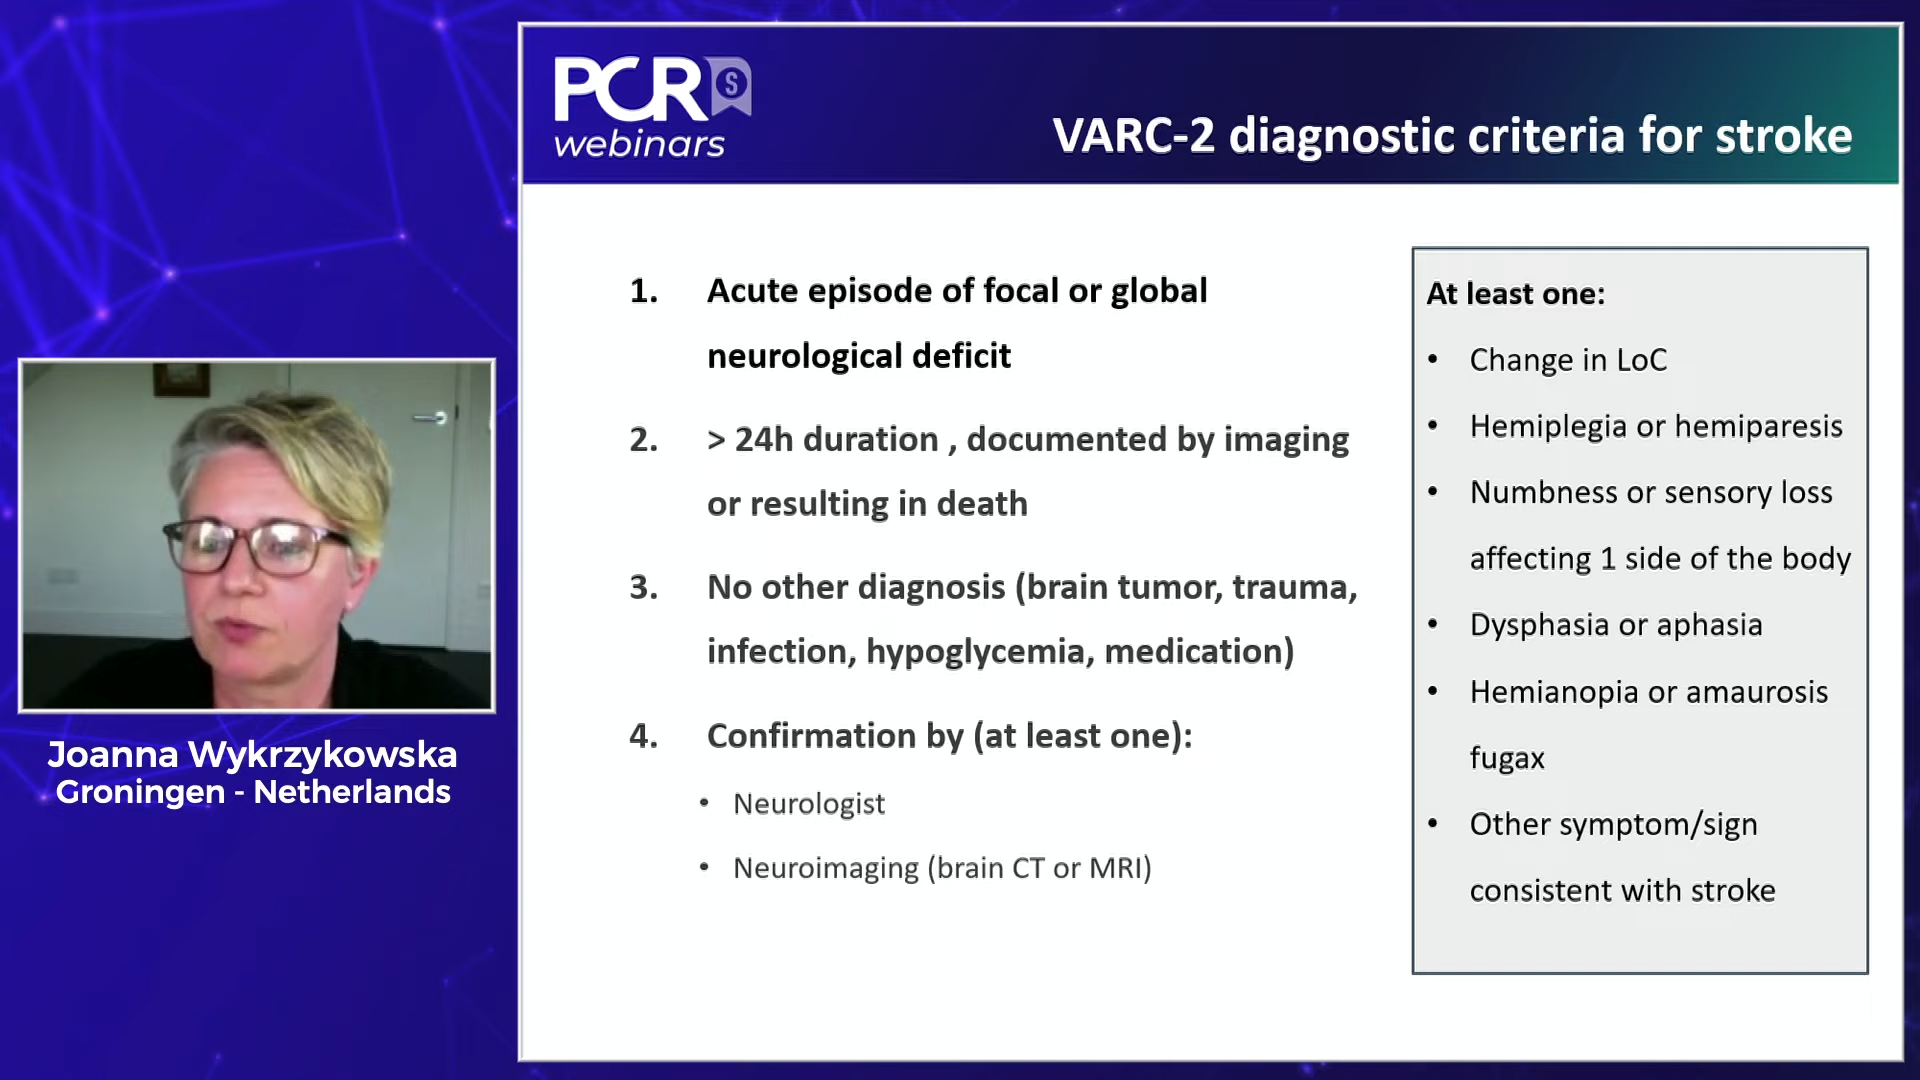 PCR S
webinars
VARC-2 diagnostic criteria for stroke
1. Acute episode of focal or global
neurological deficit
2. > 24h duration , documented by imaging
or resulting in death
3. No other diagnosis (brain tumor, trauma,
infection, hypoglycemia, medication)
4. Confirmation by (at least one):
• Neurologist
• Neuroimaging (brain CT or MRI)
At least one:
• Change in LoC
• Hemiplegia or hemiparesis
• Numbness or sensory loss
affecting 1 side of the body
• Dysphasia or aphasia
• Hemianopia or amaurosis
fugax
• Other symptom/sign
consistent with stroke
Joanna Wykrzykowska
Groningen - Netherlands